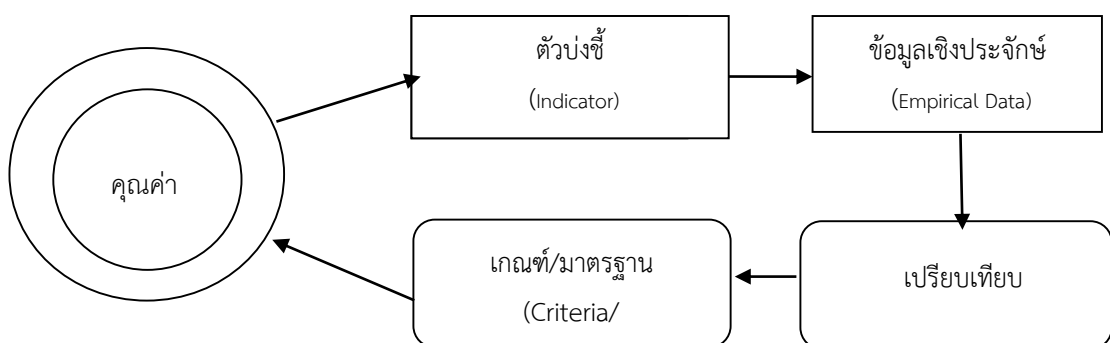 ตัวบ่งชี้
(Indicator)
ข้อมูลเชิงประจักษ์
(Empirical Data)
คุณค่า
เกณฑ์/มาตรฐาน
(Criteria/
เปรียบเทียบ